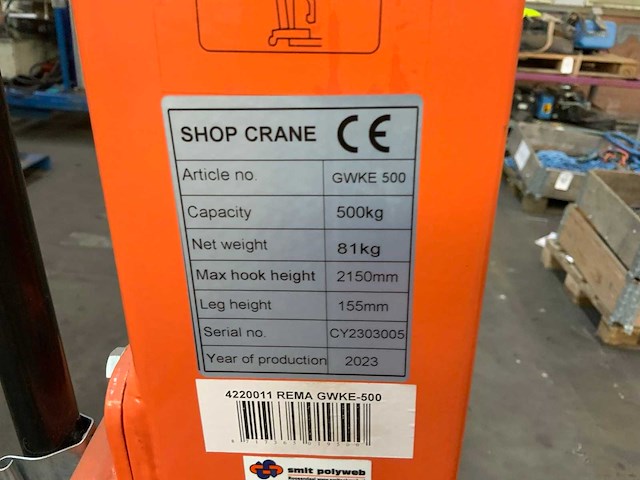 SHOP CRANE CE
Article no. GWKE 500
Capacity 500kg
Net weight 81kg
Max hook height 2150mm
Leg height 155mm
Serial no. CY2303005
Year of production 2023
4220011 REMA GWKE-500
smit polyweb